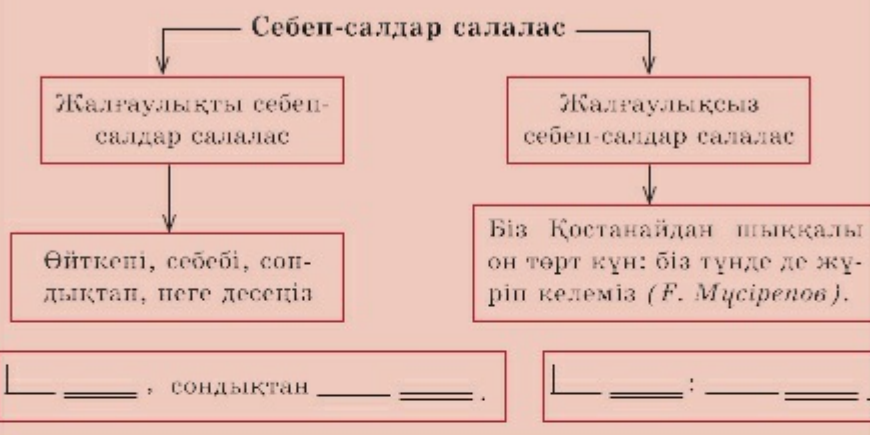 Себеп-салдар салалас
Жалғаулықты себеп-
салдар салалас
Жалғаулықсыз
себеп-салдар салалас
Өйткені, себебі, сон-
дықтан, неге десеңіз
Біз Қостанайдан шыққалы
он төрт күн: біз түнде де жү-
ріп келеміз (Ғ. Мүсірепов).
, сондықтан .
: .